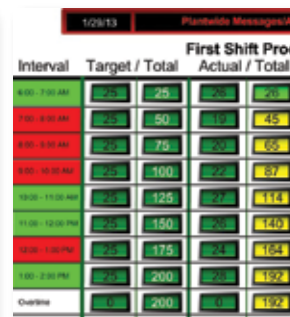 1/29/13 Plantwide Messages/A
First Shift Proc
Interval Target / Total Actual / Total
6:00 - 7:00 AM 25 25 26 26
7:00 - 8:00 AM 25 50 19 45
8:00 - 9:00 AM 25 75 20 65
9:00 - 10:00 AM 25 100 22 87
10:00 - 11:00 AM 25 125 27 114
11:00 - 12:00 PM 25 150 26 140
12:00 - 1:00 PM 25 175 24 164
1:00 - 2:00 PM 25 200 28 192
Overtime 0 200 0 192